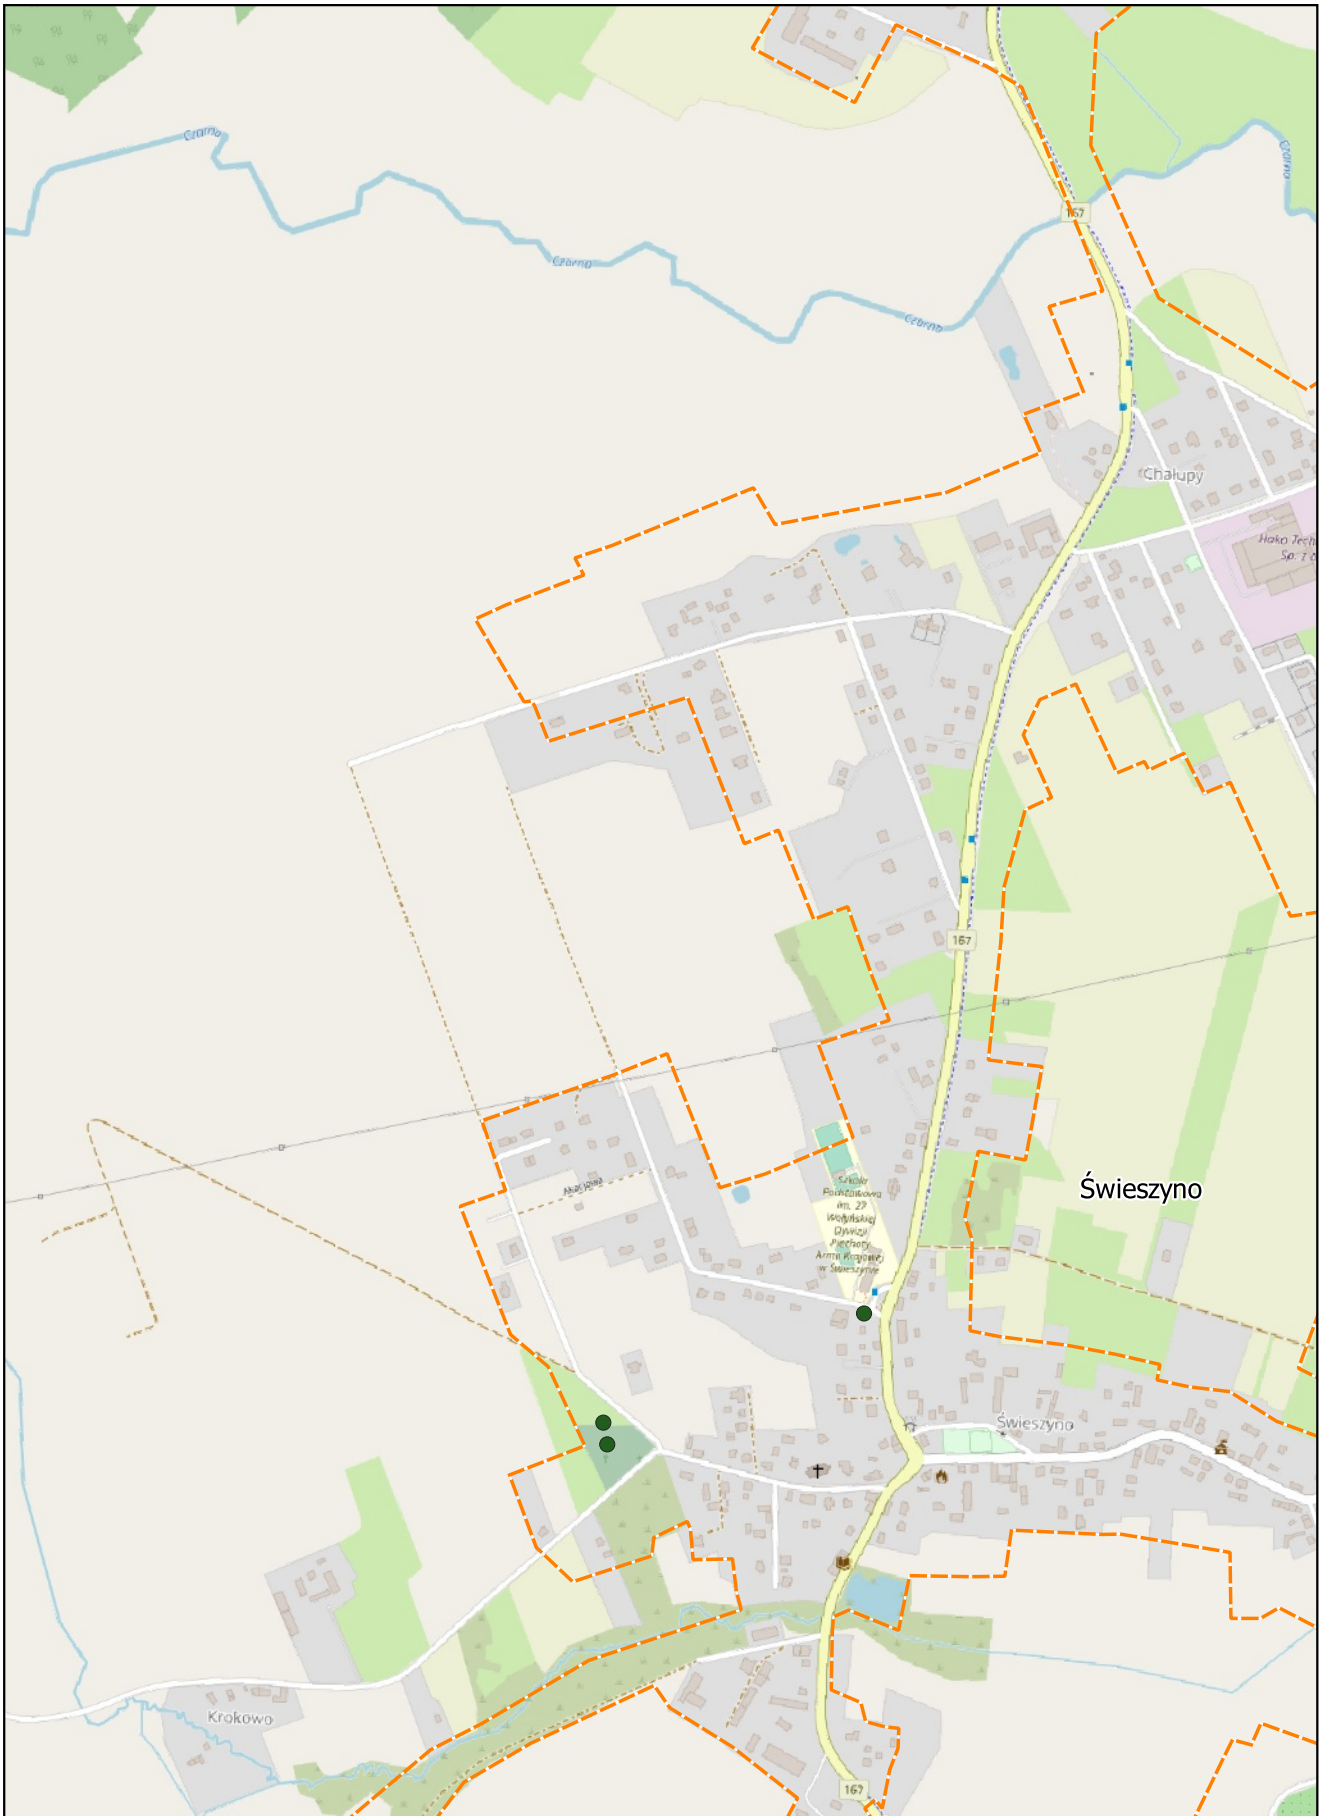 Czarna
Czarna
167
Czarna
Czarna
Chałupy
Hako Tech
Sp. z o
167
Akacjowa
Szkoła
Podstawowa
im. 27
Wołyńskiej
Dywizji
Piechoty
Armii Krajowej
w Świeszynie
Świeszyno
Świeszyno
Krokowo
167